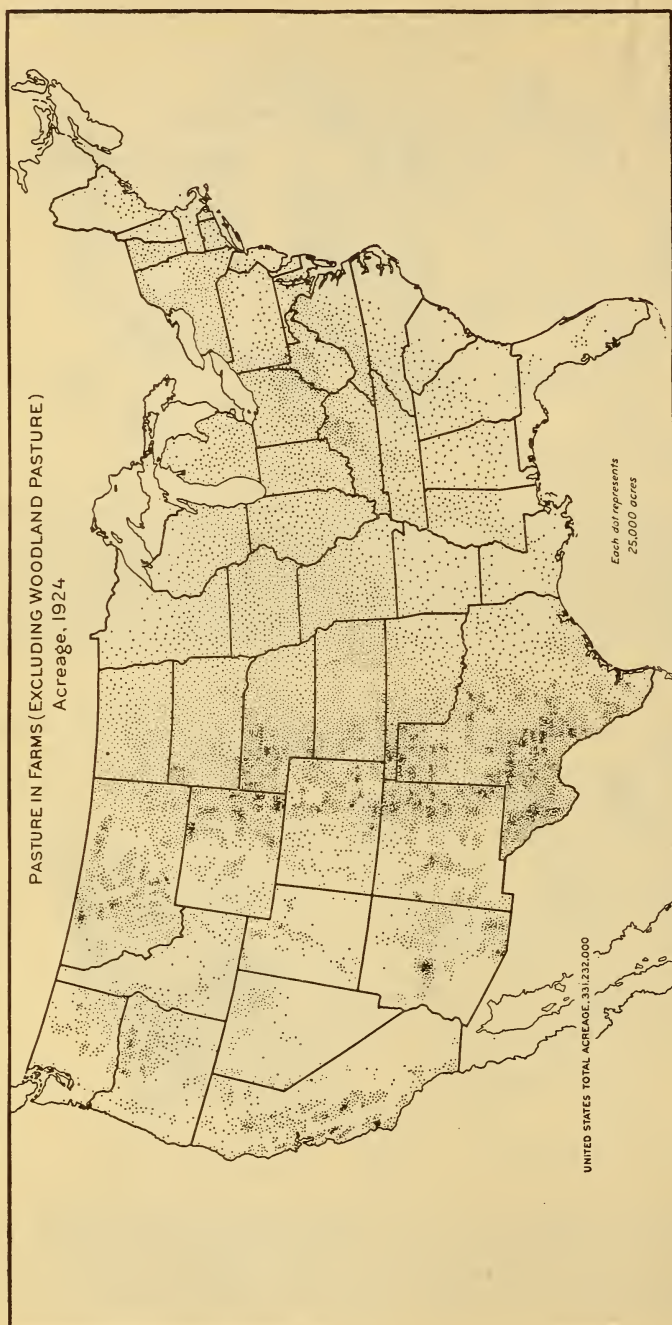 PASTURE IN FARMS (EXCLUDING WOODLAND PASTURE)
Acreage, 1924
Each dot represents
25,000 acres
UNITED STATES TOTAL ACREAGE, 331,232,000